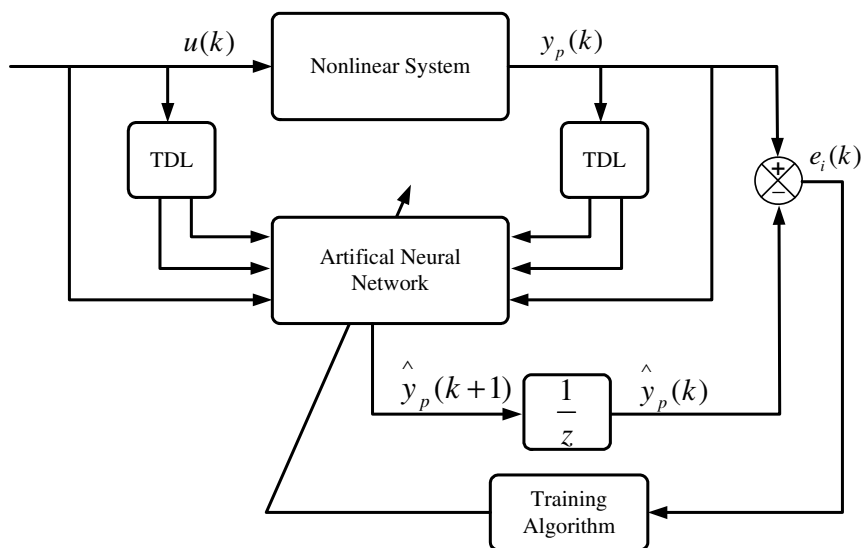 u(k)
Nonlinear System
y_p(k)
TDL
TDL
+
−
e_i(k)
Artifical Neural
Network
ŷ_p(k+1)
1
z
ŷ_p(k)
Training
Algorithm